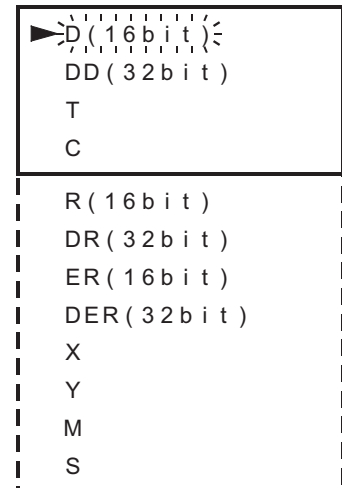 D(16bit)
DD(32bit)
T
C
R(16bit)
DR(32bit)
ER(16bit)
DER(32bit)
X
Y
M
S